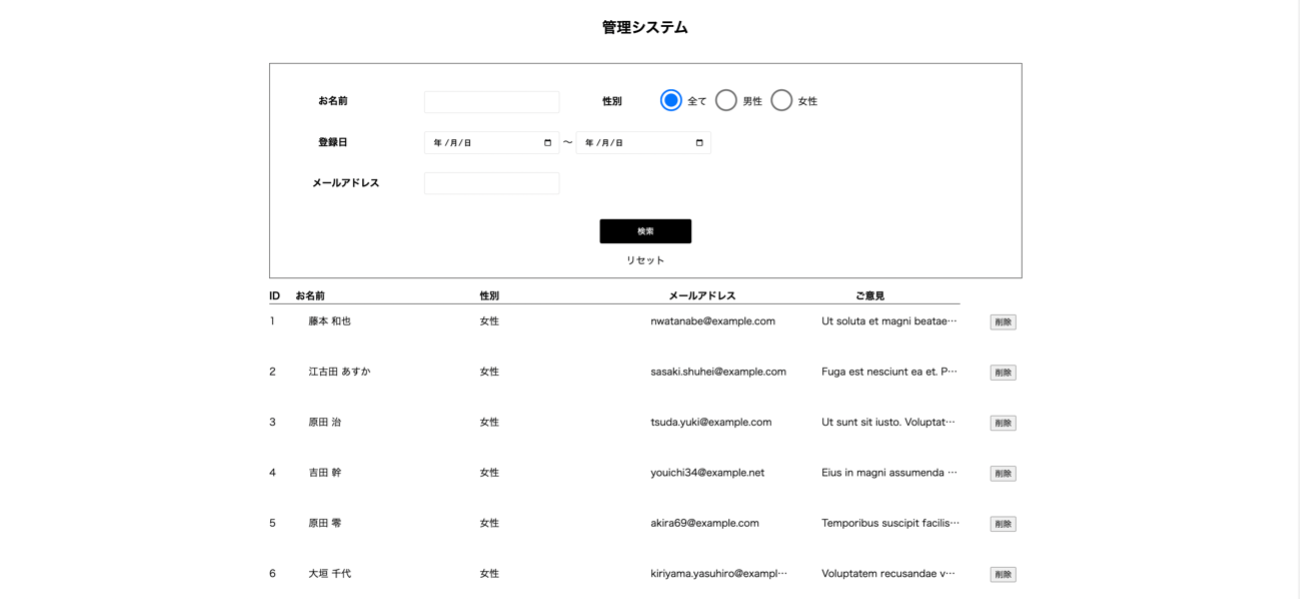 管理システム
お名前 性別 全て 男性 女性
登録日 年 /月/日 〜 年 /月/日
メールアドレス
検索
リセット
ID お名前 性別 メールアドレス ご意見
1 藤本 和也 女性 nwatanabe@example.com Ut soluta et magni beatae… 削除
2 江古田 あすか 女性 sasaki.shuhei@example.com Fuga est nesciunt ea et. P… 削除
3 原田 治 女性 tsuda.yuki@example.com Ut sunt sit iusto. Voluptat… 削除
4 吉田 幹 女性 youichi34@example.net Eius in magni assumenda … 削除
5 原田 零 女性 akira69@example.com Temporibus suscipit facilis… 削除
6 大垣 千代 女性 kiriyama.yasuhiro@exampl… Voluptatem recusandae v… 削除